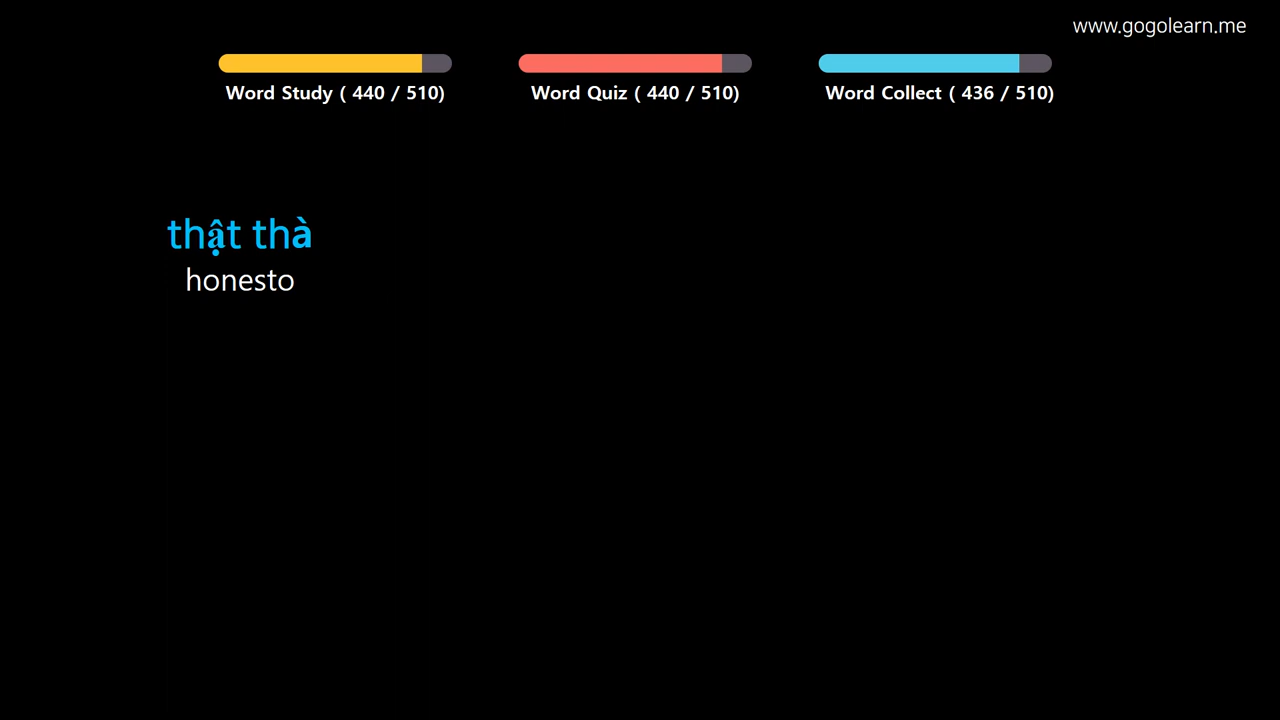 www.gogolearn.me
Word Study ( 440 / 510)
Word Quiz ( 440 / 510)
Word Collect ( 436 / 510)
thật thà
honesto